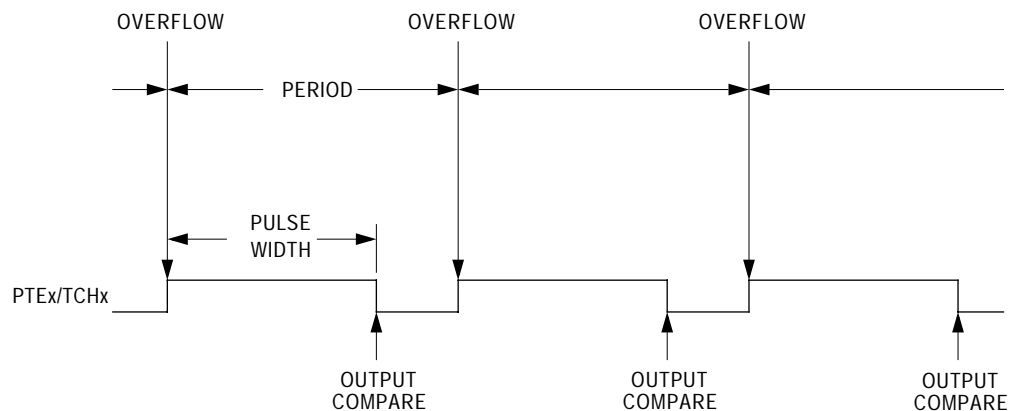 OVERFLOW
OVERFLOW
OVERFLOW
PERIOD
PULSE
WIDTH
PTEx/TCHx
OUTPUT
COMPARE
OUTPUT
COMPARE
OUTPUT
COMPARE